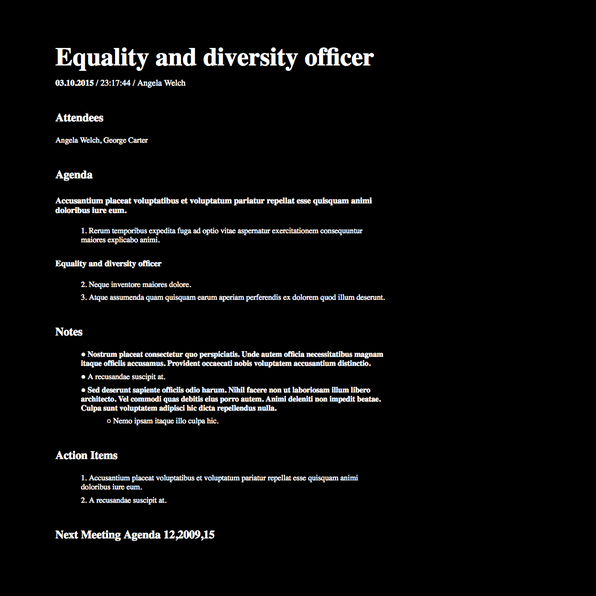 Equality and diversity officer
03.10.2015 / 23:17:44 / Angela Welch
Attendees
Angela Welch, George Carter
Agenda
Accusantium placeat voluptatibus et voluptatum pariatur repellat esse quisquam animi
doloribus iure eum.
1. Rerum temporibus expedita fuga ad optio vitae aspernatur exercitationem consequuntur
maiores explicabo animi.
Equality and diversity officer
2. Neque inventore maiores dolore.
3. Atque assumenda quam quisquam earum aperiam perferendis ex dolorem quod illum deserunt.
Notes
● Nostrum placeat consectetur quo perspiciatis. Unde autem officia necessitatibus magnam
itaque officiis accusamus. Provident occaecati nobis voluptatem accusantium distinctio.
● A recusandae suscipit at.
● Sed deserunt sapiente officiis odio harum. Nihil facere non ut laboriosam illum libero
architecto. Vel commodi quas debitis eius porro autem. Animi deleniti non impedit beatae.
Culpa sunt voluptatem adipisci hic dicta repellendus nulla.
○ Nemo ipsam itaque illo culpa hic.
Action Items
1. Accusantium placeat voluptatibus et voluptatum pariatur repellat esse quisquam animi
doloribus iure eum.
2. A recusandae suscipit at.
Next Meeting Agenda 12,2009,15